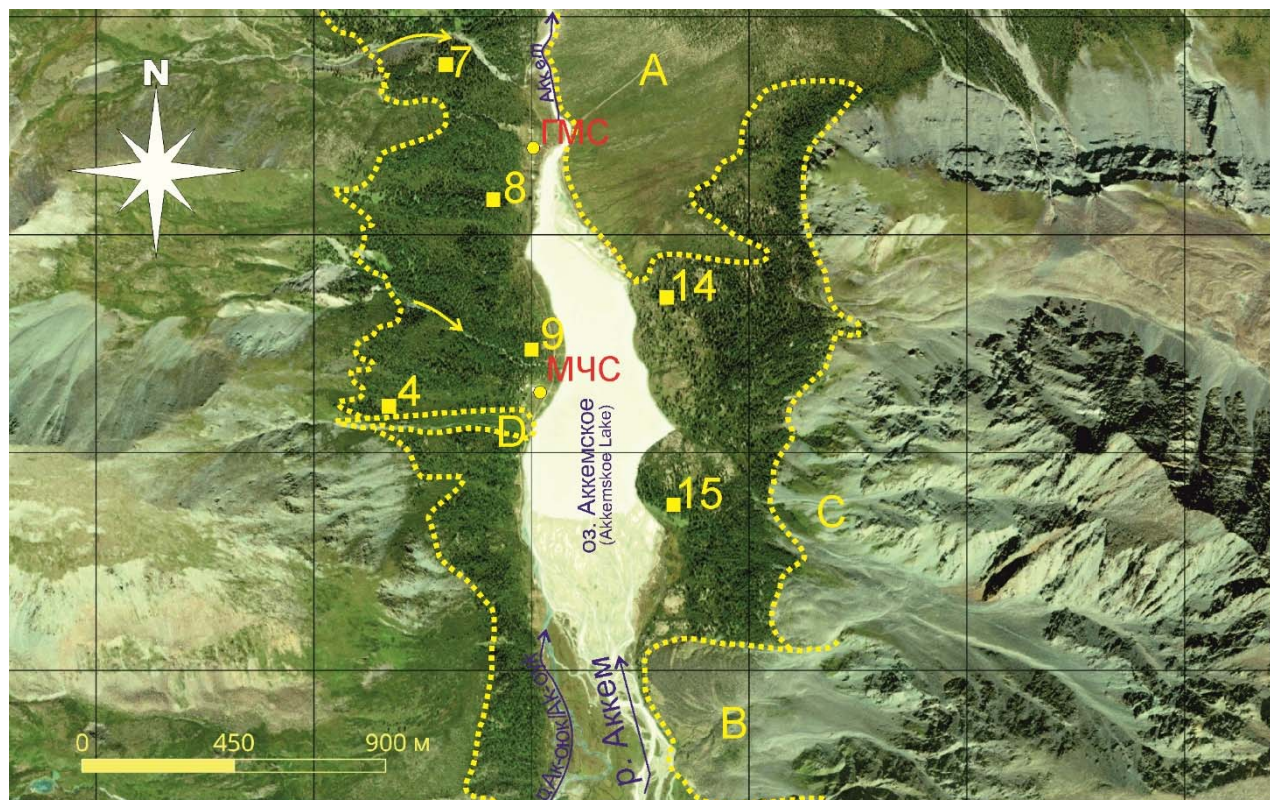 Аккем
7
A
N
ГМС
8
14
9
МЧС
4
D
оз. Аккемское
(Akkemskoe Lake)
15
C
р. Аккем
B
0 450 900 м